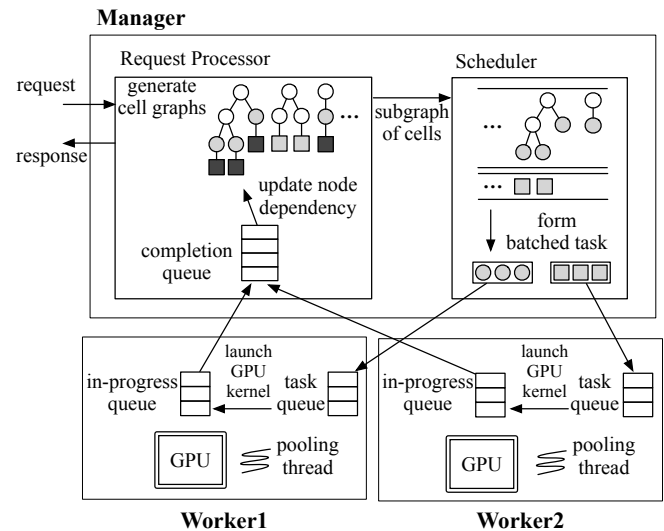 Manager
Request Processor
Scheduler
request
generate
cell graphs
...
subgraph
of cells
response
update node
dependency
completion
queue
...
...
form
batched task
in-progress
queue
launch
GPU
kernel
task
queue
GPU
pooling
thread
in-progress
queue
launch
GPU
kernel
task
queue
GPU
pooling
thread
Worker1
Worker2